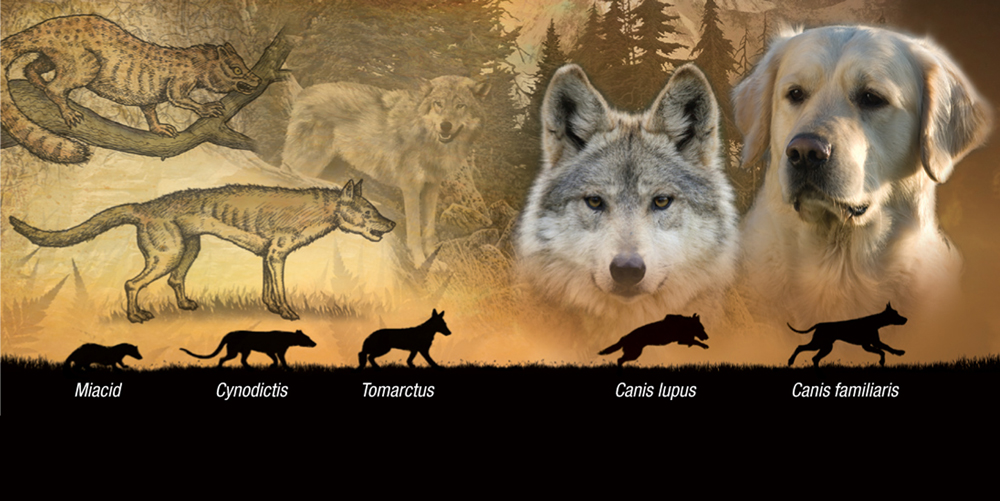 Miacid
Cynodictis
Tomarctus
Canis lupus
Canis familiaris